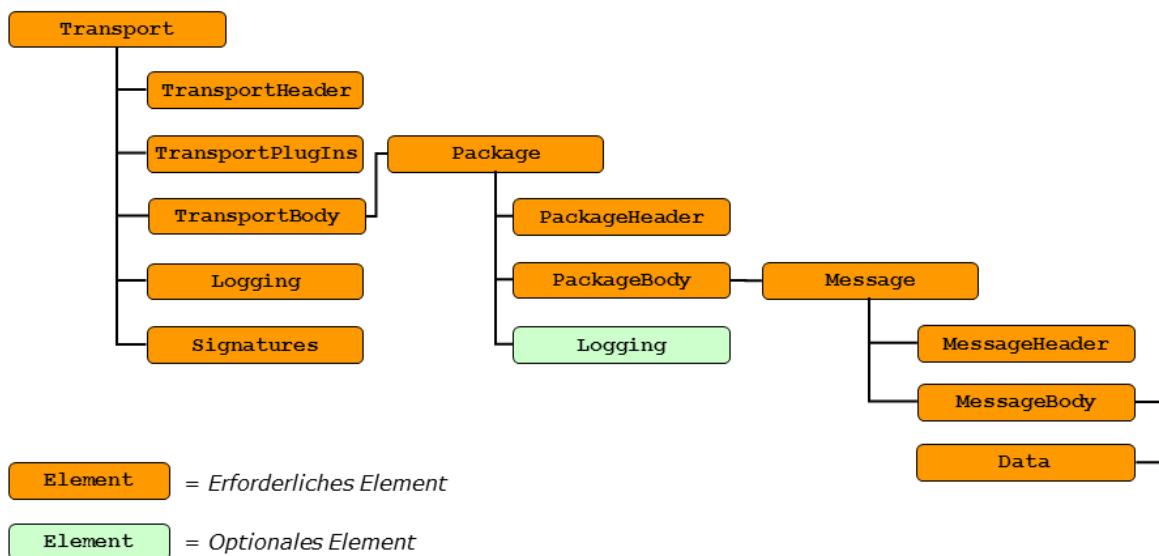 Transport
TransportHeader
TransportPlugIns
Package
TransportBody
PackageHeader
Logging
PackageBody
Message
Signatures
Logging
MessageHeader
MessageBody
Data
Element = Erforderliches Element
Element = Optionales Element